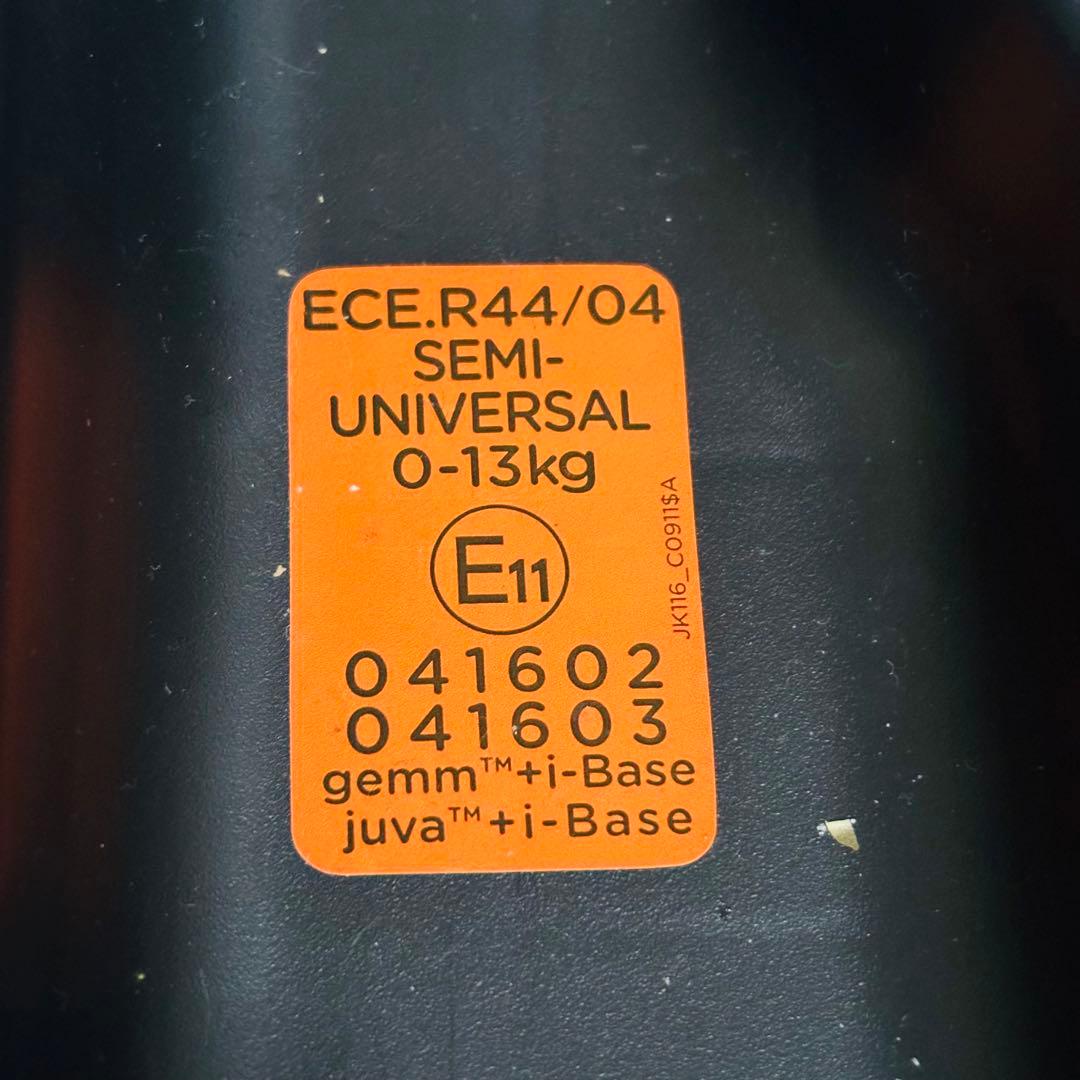 ECE.R44/04
SEMI-
UNIVERSAL
0-13kg
E11
041602
041603
gemm™+i-Base
juva™+i-Base
JK116_C0911$A